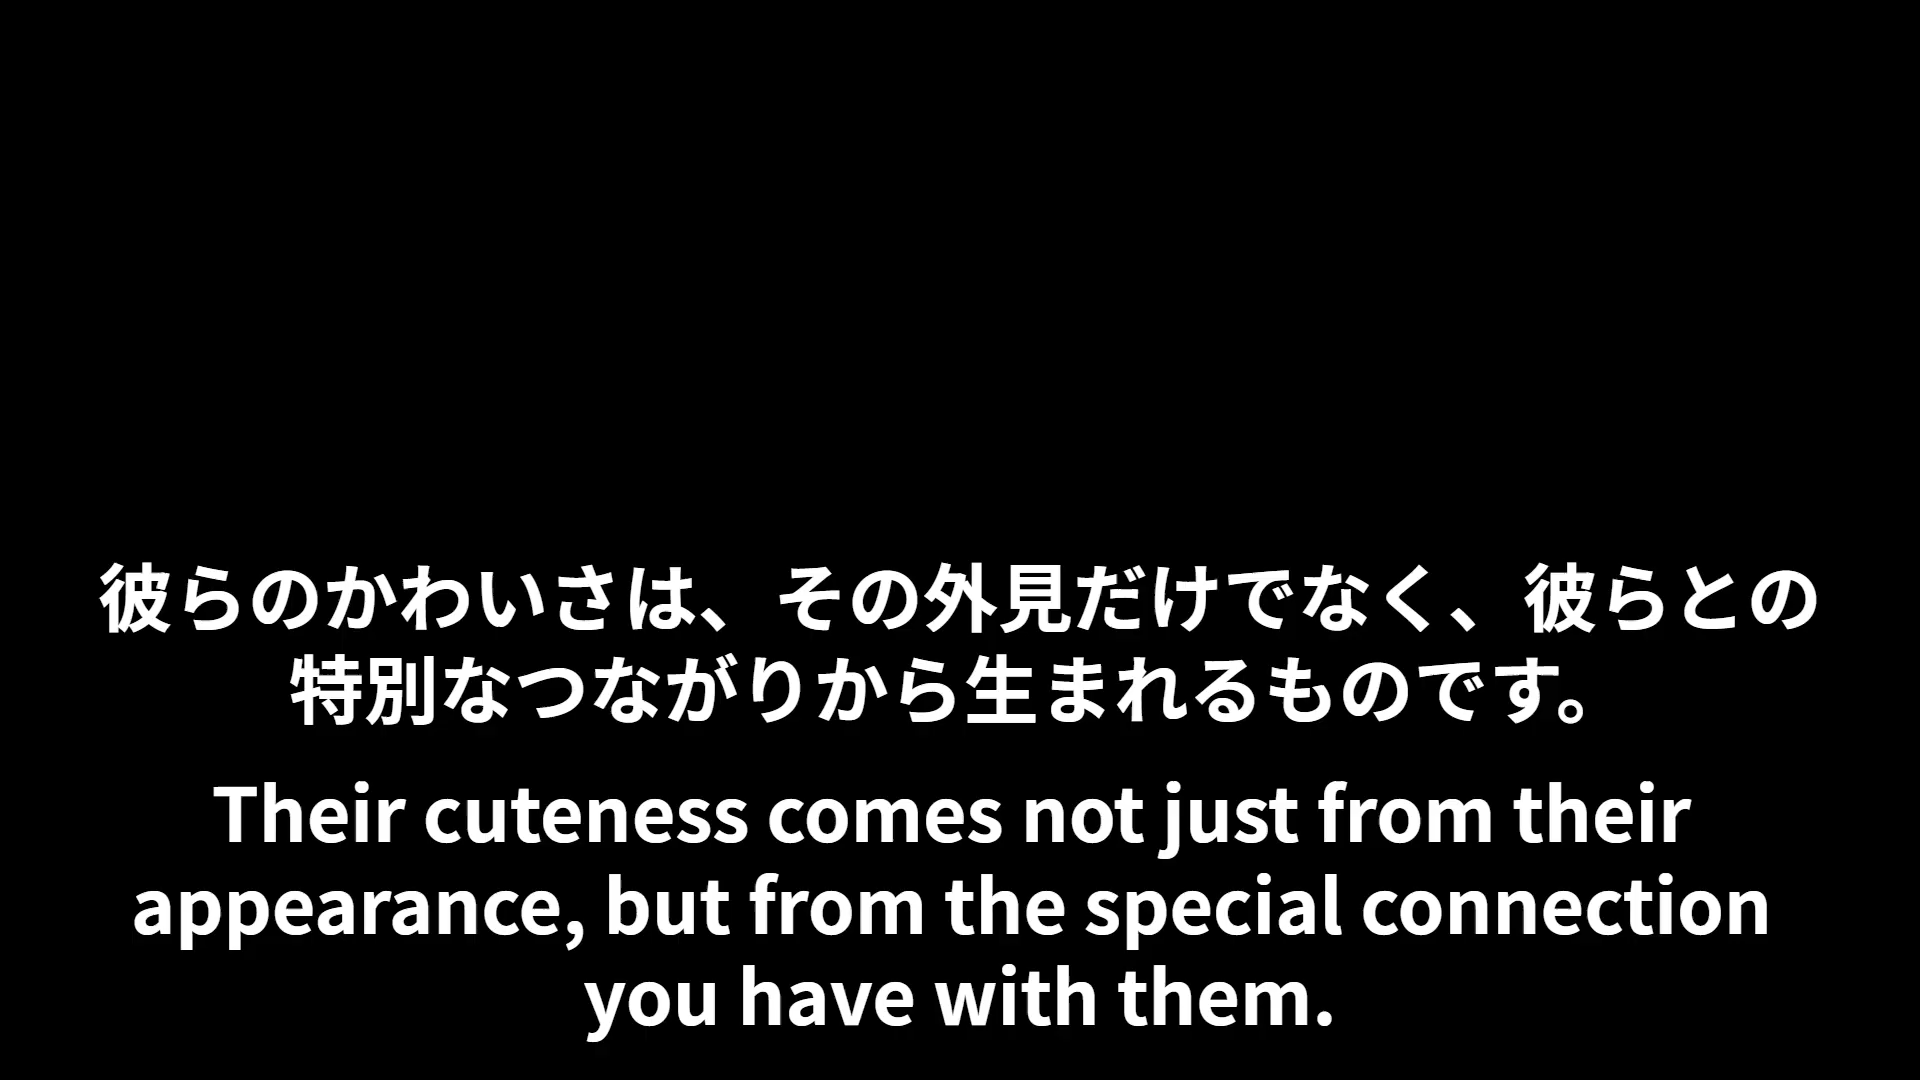 彼らのかわいさは、その外見だけでなく、彼らとの
特別なつながりから生まれるものです。
Their cuteness comes not just from their
appearance, but from the special connection
you have with them.